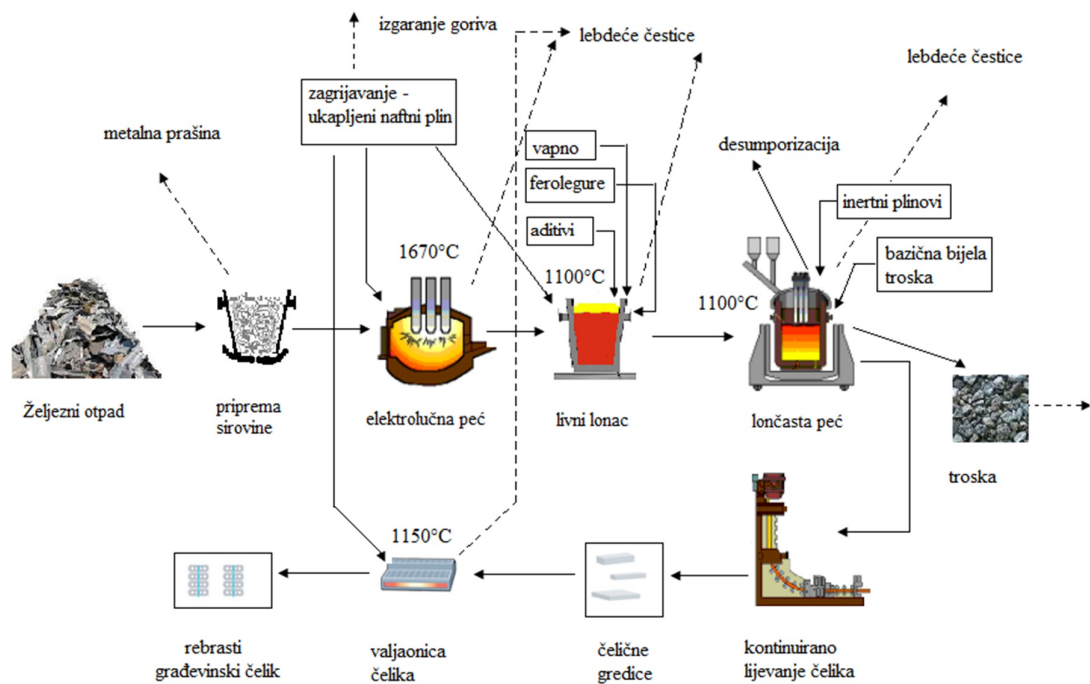 izgaranje goriva
lebdeće čestice
lebdeće čestice
zagrijavanje -
ukapljeni naftni plin
metalna prašina
vapno
desumporizacija
ferolegure
inertni plinovi
aditivi
bazična bijela
troska
1670°C
1100°C
1100°C
Željezni otpad
priprema
sirovine
elektrolučna peć
livni lonac
lončasta peć
troska
1150°C
rebrasti
građevinski čelik
valjaonica
čelika
čelične
gredice
kontinuirano
lijevanje čelika